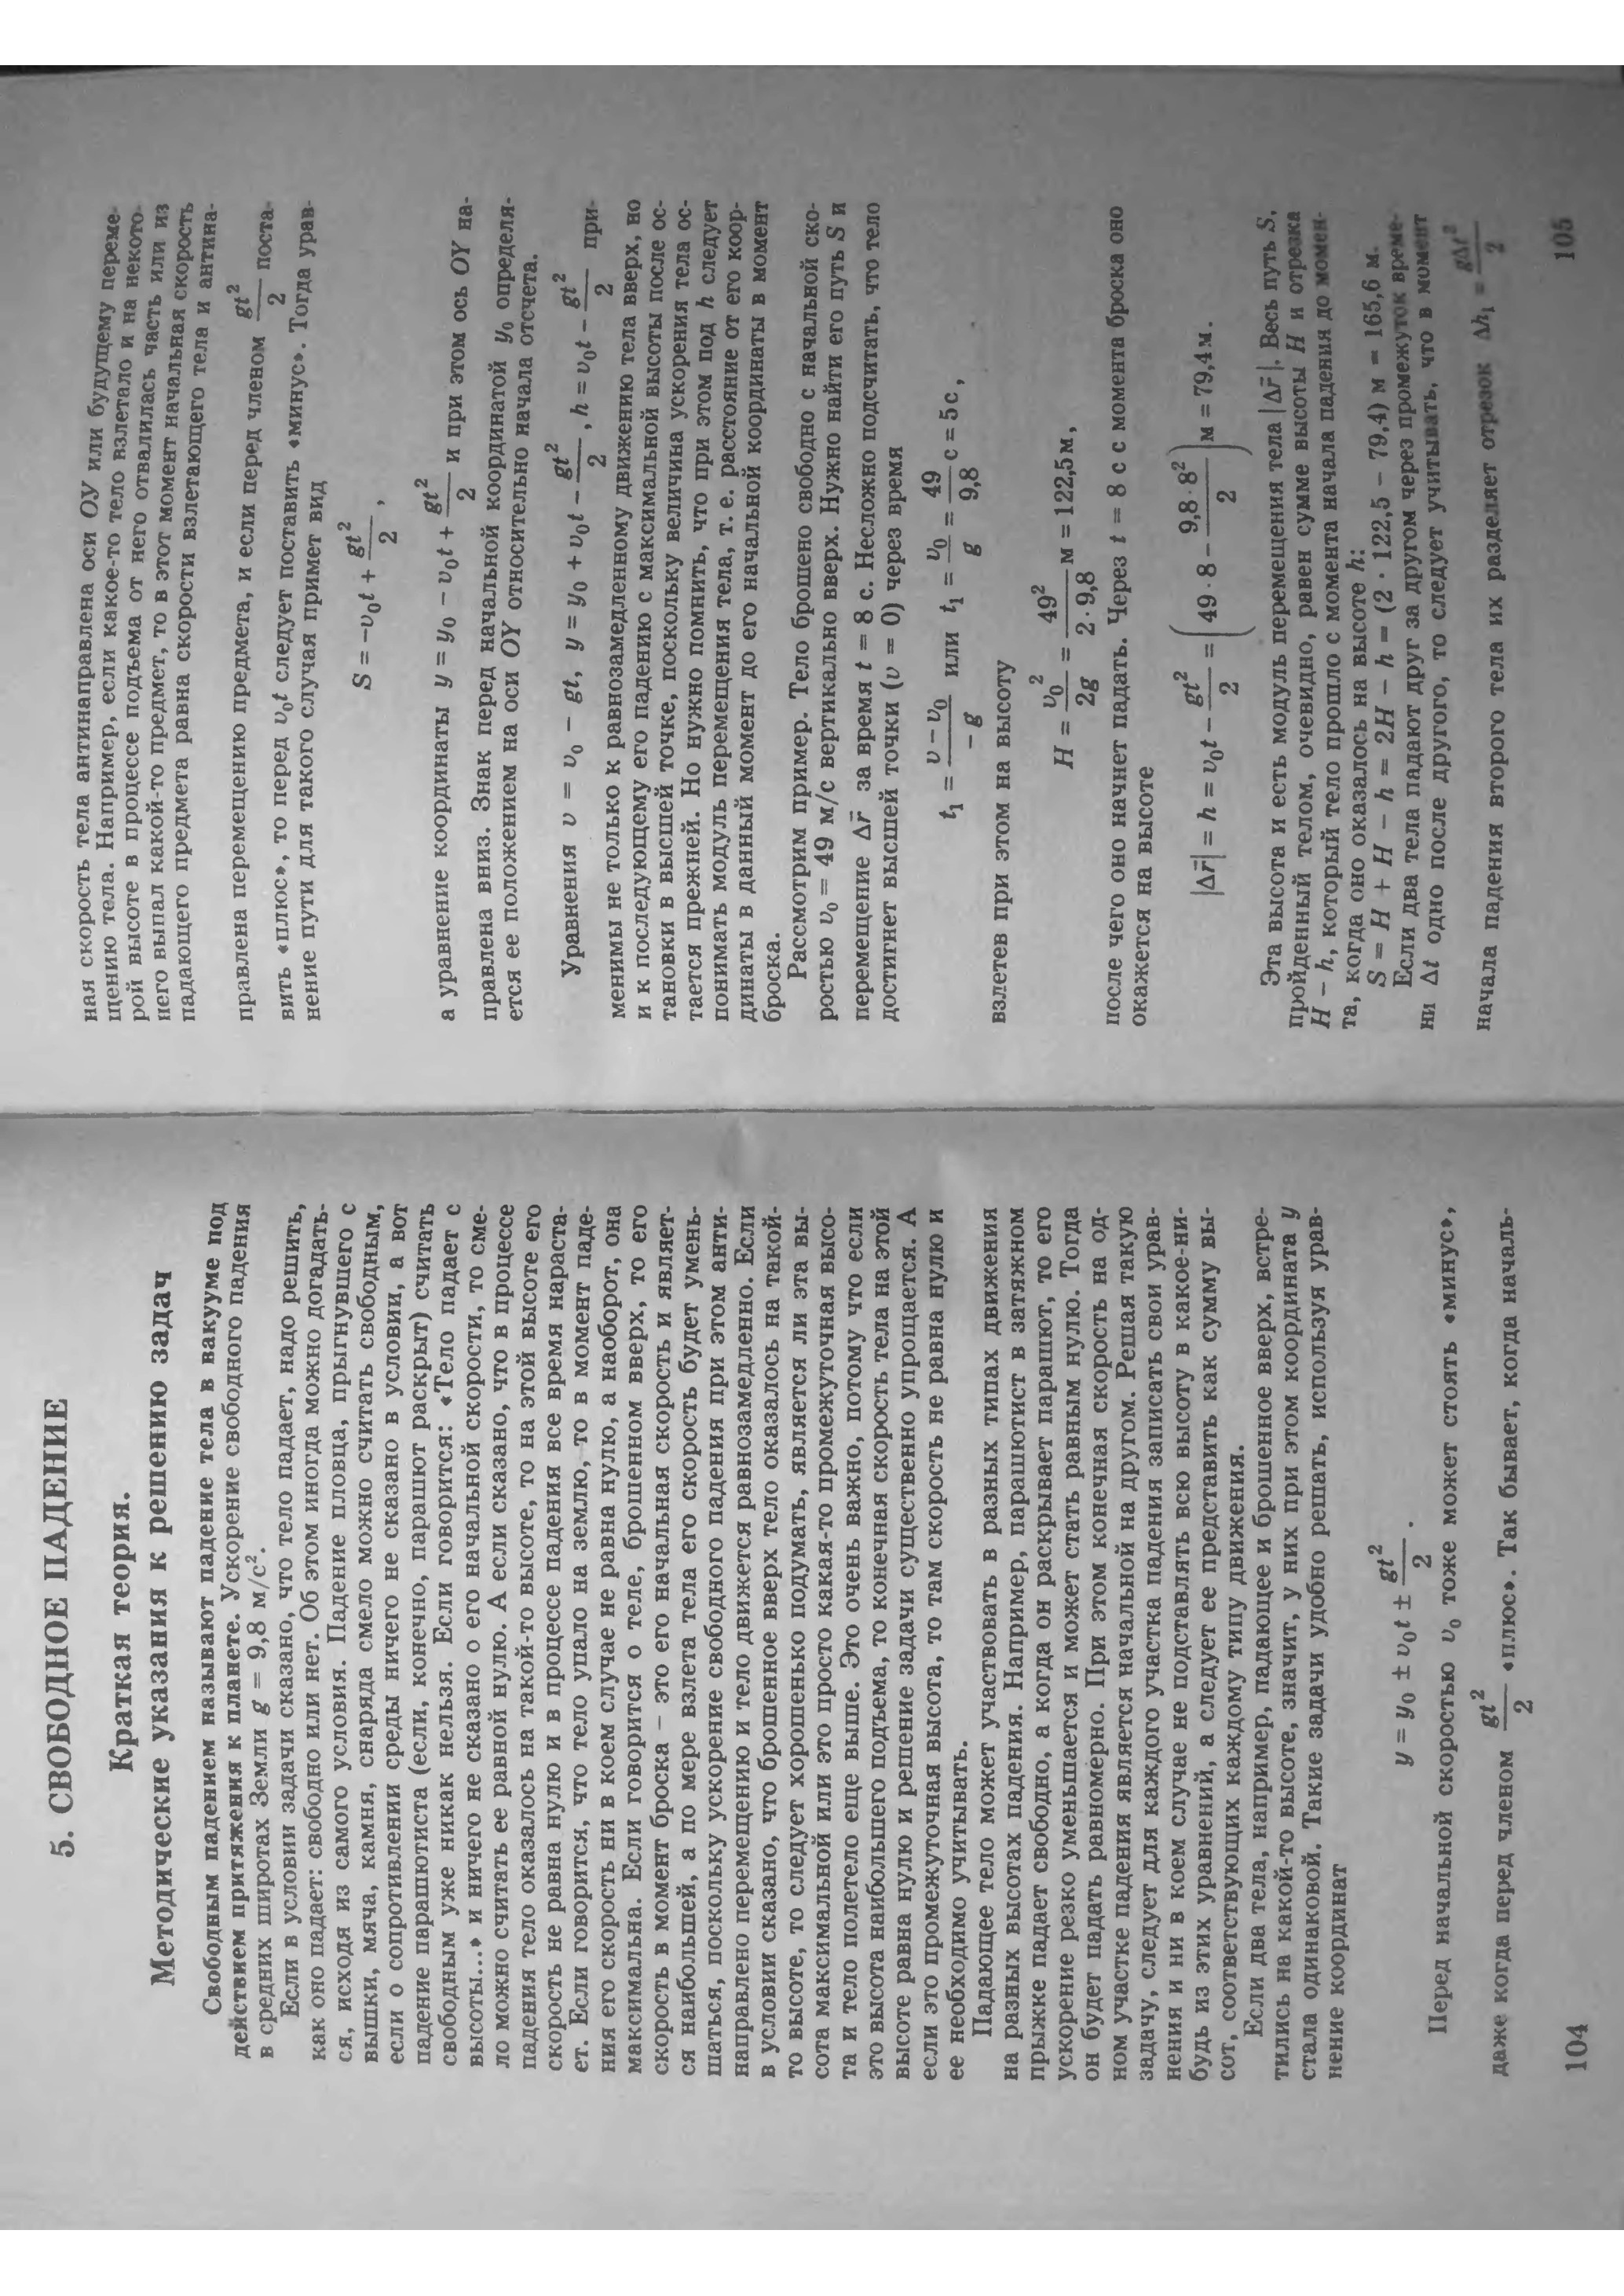 5. СВОБОДНОЕ ПАДЕНИЕ
Краткая теория.
Методические указания к решению задач
Свободным падением называют падение тела в вакууме под
действием притяжения к планете. Ускорение свободного падения
в средних широтах Земли g = 9,8 м/с².
Если в условии задачи сказано, что тело падает, надо решить,
как оно падает: свободно или нет. Об этом иногда можно догадать-
ся, исходя из самого условия. Падение пловца, прыгнувшего с
вышки, мяча, камня, снаряда смело можно считать свободным,
если о сопротивлении среды ничего не сказано в условии, а вот
падение парашютиста (если, конечно, парашют раскрыт) считать
свободным уже никак нельзя. Если говорится: «Тело падает с
высоты...» и ничего не сказано о его начальной скорости, то сме-
ло можно считать ее равной нулю. А если сказано, что в процессе
падения тело оказалось на такой-то высоте, то на этой высоте его
скорость не равна нулю и в процессе падения все время нараста-
ет. Если говорится, что тело упало на землю, то в момент паде-
ния его скорость ни в коем случае не равна нулю, а наоборот, она
максимальна. Если говорится о теле, брошенном вверх, то его
скорость в момент броска – это его начальная скорость и являет-
ся наибольшей, а по мере взлета тела его скорость будет умень-
шаться, поскольку ускорение свободного падения при этом анти-
направлено перемещению и тело движется равнозамедленно. Если
в условии сказано, что брошенное вверх тело оказалось на такой-
то высоте, то следует хорошенько подумать, является ли эта вы-
сота максимальной или это просто какая-то промежуточная высо-
та и тело полетело еще выше. Это очень важно, потому что если
это высота наибольшего подъема, то конечная скорость тела на этой
высоте равна нулю и решение задачи существенно упрощается. А
если это промежуточная высота, то там скорость не равна нулю и
ее необходимо учитывать.
Падающее тело может участвовать в разных типах движения
на разных высотах падения. Например, парашютист в затяжном
прыжке падает свободно, а когда он раскрывает парашют, то его
ускорение резко уменьшается и может стать равным нулю. Тогда
он будет падать равномерно. При этом конечная скорость на од-
ном участке падения является начальной на другом. Решая такую
задачу, следует для каждого участка падения записать свои урав-
нения и ни в коем случае не подставлять всю высоту в какое-ни-
будь из этих уравнений, а следует ее представить как сумму вы-
сот, соответствующих каждому типу движения.
Если два тела, например, падающее и брошенное вверх, встре-
тились на какой-то высоте, значит, у них при этом координата y
стала одинаковой. Такие задачи удобно решать, используя урав-
нение координат
y = y₀ ± v₀t ± gt²/2 .
Перед начальной скоростью v₀ тоже может стоять «минус»,
даже когда перед членом gt²/2 «плюс». Так бывает, когда началь-
104
ная скорость тела антинаправлена оси OY или будущему переме-
щению тела. Например, если какое-то тело взлетало и на некото-
рой высоте в процессе подъема от него отвалилась часть или из
него выпал какой-то предмет, то в этот момент начальная скорость
падающего предмета равна скорости взлетающего тела и антина-
правлена перемещению предмета, и если перед членом gt²/2 поста-
вить «плюс», то перед v₀t следует поставить «минус». Тогда урав-
нение пути для такого случая примет вид
S = –v₀t + gt²/2 ,
а уравнение координаты y = y₀ – v₀t + gt²/2 и при этом ось OY на-
правлена вниз. Знак перед начальной координатой y₀ определя-
ется ее положением на оси OY относительно начала отсчета.
Уравнения v = v₀ – gt, y = y₀ + v₀t – gt²/2 , h = v₀t – gt²/2 при-
менимы не только к равнозамедленному движению тела вверх, но
и к последующему его падению с максимальной высоты после ос-
тановки в высшей точке, поскольку величина ускорения тела ос-
тается прежней. Но нужно помнить, что при этом под h следует
понимать модуль перемещения тела, т. е. расстояние от его коор-
динаты в данный момент до его начальной координаты в момент
броска.
Рассмотрим пример. Тело брошено свободно с начальной ско-
ростью v₀ = 49 м/с вертикально вверх. Нужно найти его путь S и
перемещение Δr⃗ за время t = 8 с. Несложно подсчитать, что тело
достигнет высшей точки (v = 0) через время
t₁ = (v – v₀)/(– g) или t₁ = v₀/g = 49/9,8 с = 5с ,
взлетев при этом на высоту
H = v₀²/2g = 49²/(2·9,8) м = 122,5м ,
после чего оно начнет падать. Через t = 8 с с момента броска оно
окажется на высоте
|Δr⃗| = h = v₀t – gt²/2 = (49·8 – 9,8·8²/2) м = 79,4м .
Эта высота и есть модуль перемещения тела |Δr⃗|. Весь путь S,
пройденный телом, очевидно, равен сумме высоты H и отрезка
H – h, который тело прошло с момента начала падения до момен-
та, когда оно оказалось на высоте h:
S = H + H – h = 2H – h = (2 · 122,5 – 79,4) м = 165,6 м.
Если два тела падают друг за другом через промежуток време-
ни Δt одно после другого, то следует учитывать, что в момент
начала падения второго тела их разделяет отрезок Δh₁ = gΔt²/2
105